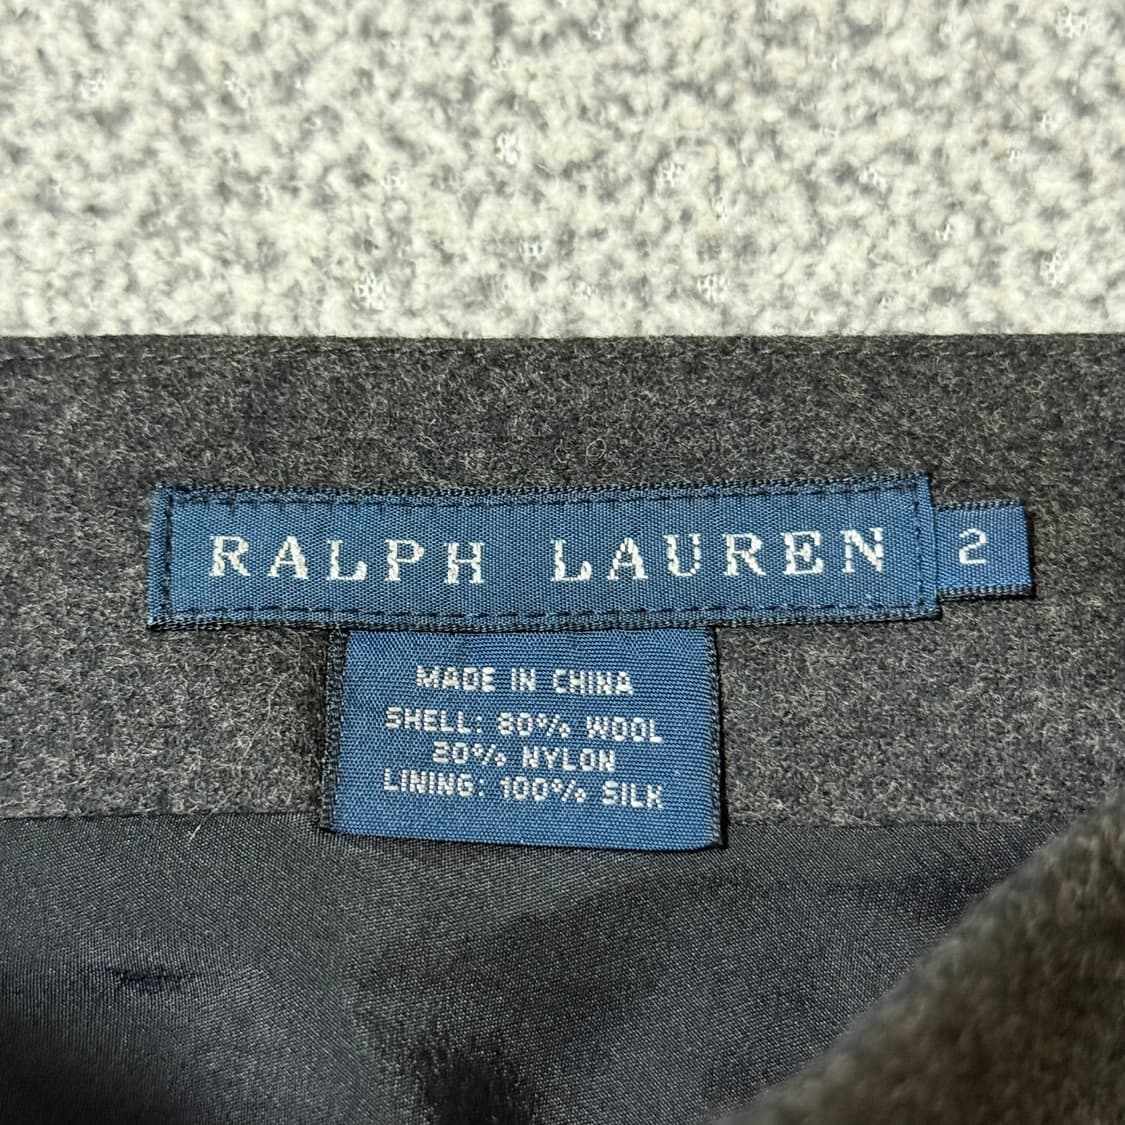 RALPH LAUREN 2
MADE IN CHINA
SHELL: 80% WOOL
20% NYLON
LINING: 100% SILK